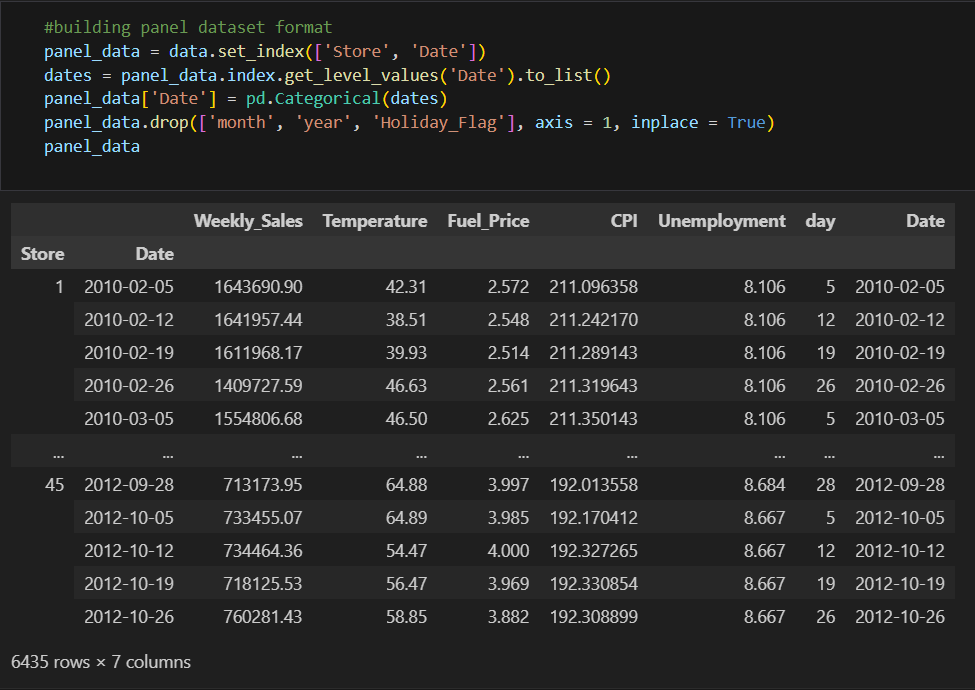 #building panel dataset format
panel_data = data.set_index(['Store', 'Date'])
dates = panel_data.index.get_level_values('Date').to_list()
panel_data['Date'] = pd.Categorical(dates)
panel_data.drop(['month', 'year', 'Holiday_Flag'], axis = 1, inplace = True)
panel_data
Weekly_Sales Temperature Fuel_Price CPI Unemployment day Date
Store Date
1 2010-02-05 1643690.90 42.31 2.572 211.096358 8.106 5 2010-02-05
2010-02-12 1641957.44 38.51 2.548 211.242170 8.106 12 2010-02-12
2010-02-19 1611968.17 39.93 2.514 211.289143 8.106 19 2010-02-19
2010-02-26 1409727.59 46.63 2.561 211.319643 8.106 26 2010-02-26
2010-03-05 1554806.68 46.50 2.625 211.350143 8.106 5 2010-03-05
... ... ... ... ... ... ... ... ...
45 2012-09-28 713173.95 64.88 3.997 192.013558 8.684 28 2012-09-28
2012-10-05 733455.07 64.89 3.985 192.170412 8.667 5 2012-10-05
2012-10-12 734464.36 54.47 4.000 192.327265 8.667 12 2012-10-12
2012-10-19 718125.53 56.47 3.969 192.330854 8.667 19 2012-10-19
2012-10-26 760281.43 58.85 3.882 192.308899 8.667 26 2012-10-26
6435 rows × 7 columns